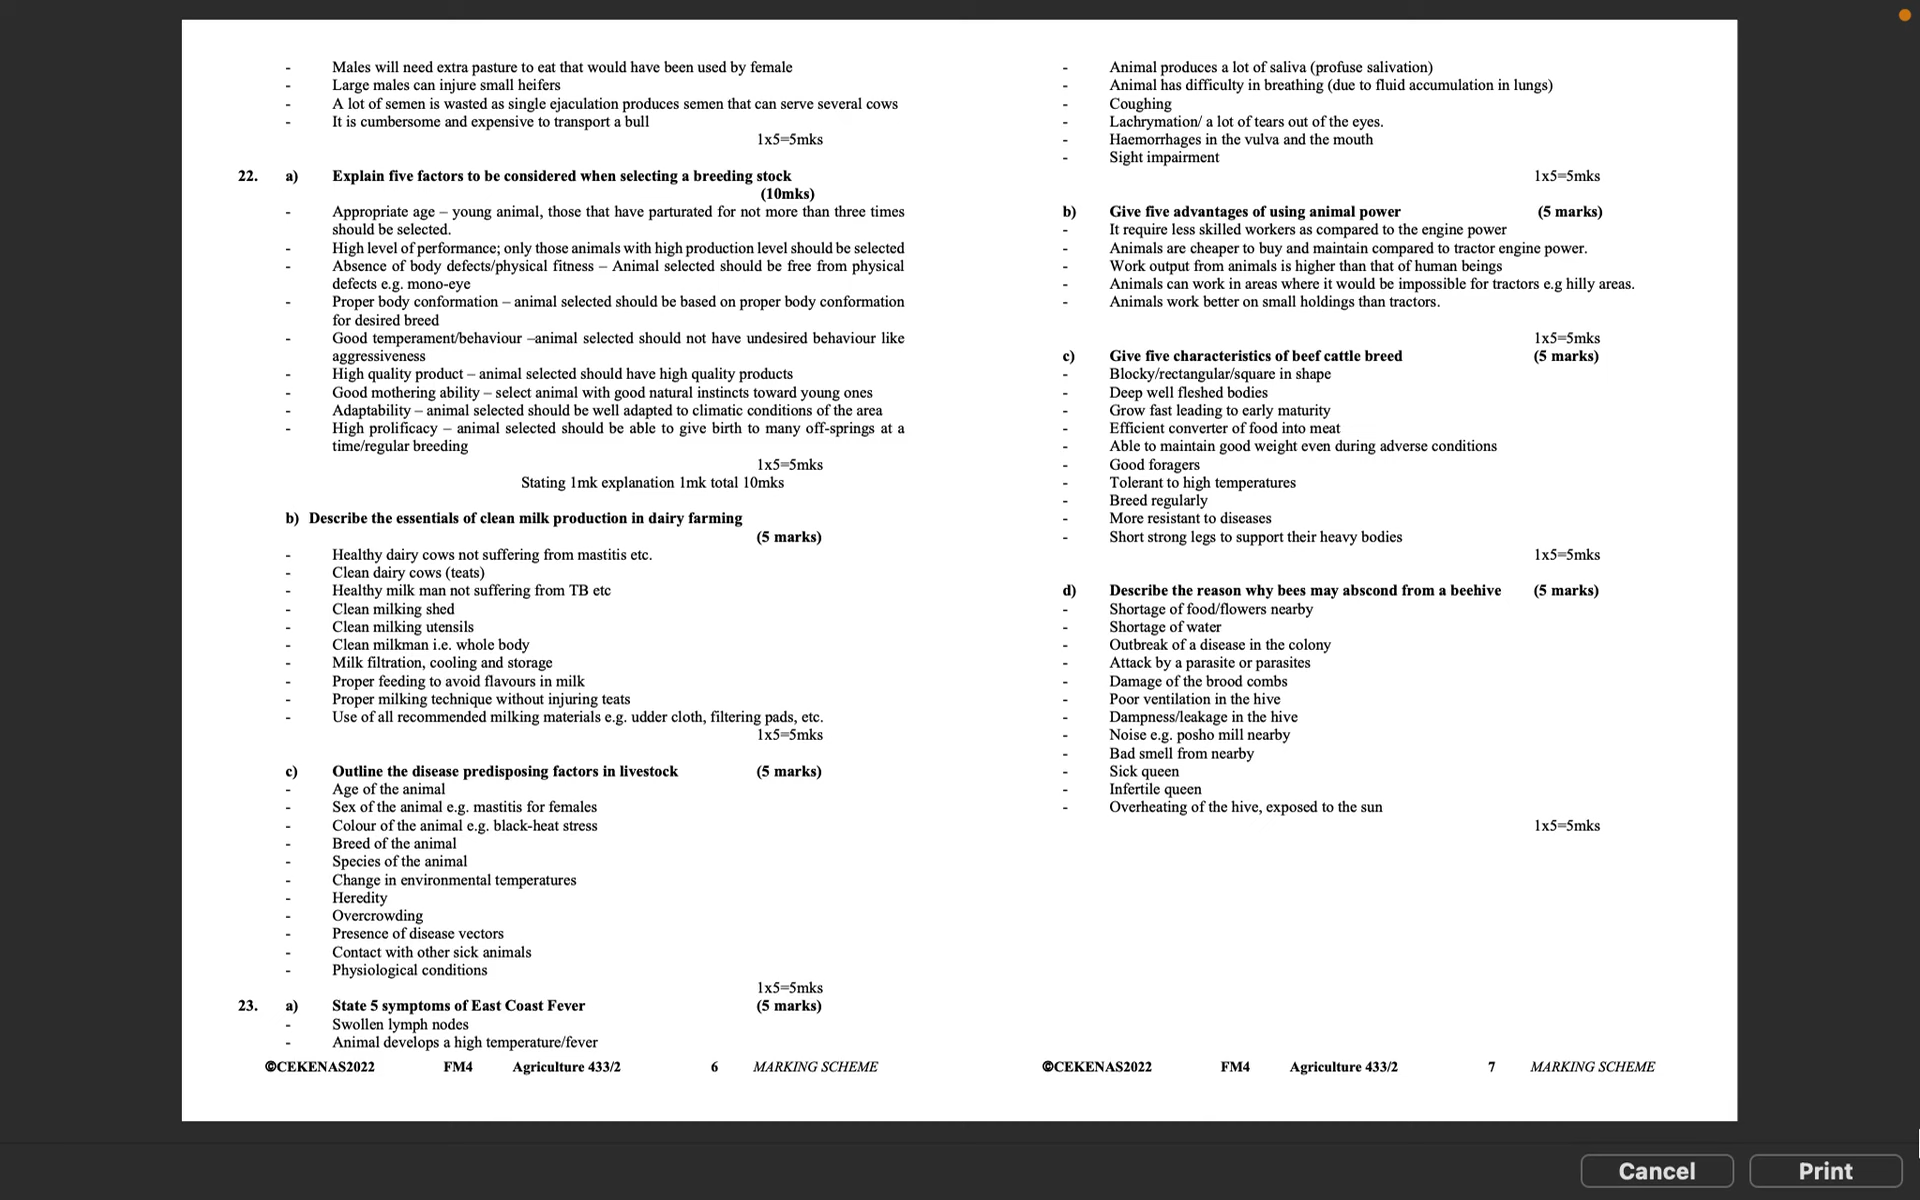 - Males will need extra pasture to eat that would have been used by female
- Large males can injure small heifers
- A lot of semen is wasted as single ejaculation produces semen that can serve several cows
- It is cumbersome and expensive to transport a bull
1x5=5mks
22. a) Explain five factors to be considered when selecting a breeding stock
(10mks)
- Appropriate age – young animal, those that have parturated for not more than three times
should be selected.
- High level of performance; only those animals with high production level should be selected
- Absence of body defects/physical fitness – Animal selected should be free from physical
defects e.g. mono-eye
- Proper body conformation – animal selected should be based on proper body conformation
for desired breed
- Good temperament/behaviour –animal selected should not have undesired behaviour like
aggressiveness
- High quality product – animal selected should have high quality products
- Good mothering ability – select animal with good natural instincts toward young ones
- Adaptability – animal selected should be well adapted to climatic conditions of the area
- High prolificacy – animal selected should be able to give birth to many off-springs at a
time/regular breeding
1x5=5mks
Stating 1mk explanation 1mk total 10mks
b) Describe the essentials of clean milk production in dairy farming
(5 marks)
- Healthy dairy cows not suffering from mastitis etc.
- Clean dairy cows (teats)
- Healthy milk man not suffering from TB etc
- Clean milking shed
- Clean milking utensils
- Clean milkman i.e. whole body
- Milk filtration, cooling and storage
- Proper feeding to avoid flavours in milk
- Proper milking technique without injuring teats
- Use of all recommended milking materials e.g. udder cloth, filtering pads, etc.
1x5=5mks
c) Outline the disease predisposing factors in livestock (5 marks)
- Age of the animal
- Sex of the animal e.g. mastitis for females
- Colour of the animal e.g. black-heat stress
- Breed of the animal
- Species of the animal
- Change in environmental temperatures
- Heredity
- Overcrowding
- Presence of disease vectors
- Contact with other sick animals
- Physiological conditions
1x5=5mks
23. a) State 5 symptoms of East Coast Fever (5 marks)
- Swollen lymph nodes
- Animal develops a high temperature/fever
©CEKENAS2022 FM4 Agriculture 433/2 6 MARKING SCHEME
- Animal produces a lot of saliva (profuse salivation)
- Animal has difficulty in breathing (due to fluid accumulation in lungs)
- Coughing
- Lachrymation/ a lot of tears out of the eyes.
- Haemorrhages in the vulva and the mouth
- Sight impairment
1x5=5mks
b) Give five advantages of using animal power (5 marks)
- It require less skilled workers as compared to the engine power
- Animals are cheaper to buy and maintain compared to tractor engine power.
- Work output from animals is higher than that of human beings
- Animals can work in areas where it would be impossible for tractors e.g hilly areas.
- Animals work better on small holdings than tractors.
1x5=5mks
c) Give five characteristics of beef cattle breed (5 marks)
- Blocky/rectangular/square in shape
- Deep well fleshed bodies
- Grow fast leading to early maturity
- Efficient converter of food into meat
- Able to maintain good weight even during adverse conditions
- Good foragers
- Tolerant to high temperatures
- Breed regularly
- More resistant to diseases
- Short strong legs to support their heavy bodies
1x5=5mks
d) Describe the reason why bees may abscond from a beehive (5 marks)
- Shortage of food/flowers nearby
- Shortage of water
- Outbreak of a disease in the colony
- Attack by a parasite or parasites
- Damage of the brood combs
- Poor ventilation in the hive
- Dampness/leakage in the hive
- Noise e.g. posho mill nearby
- Bad smell from nearby
- Sick queen
- Infertile queen
- Overheating of the hive, exposed to the sun
1x5=5mks
©CEKENAS2022 FM4 Agriculture 433/2 7 MARKING SCHEME
Cancel Print